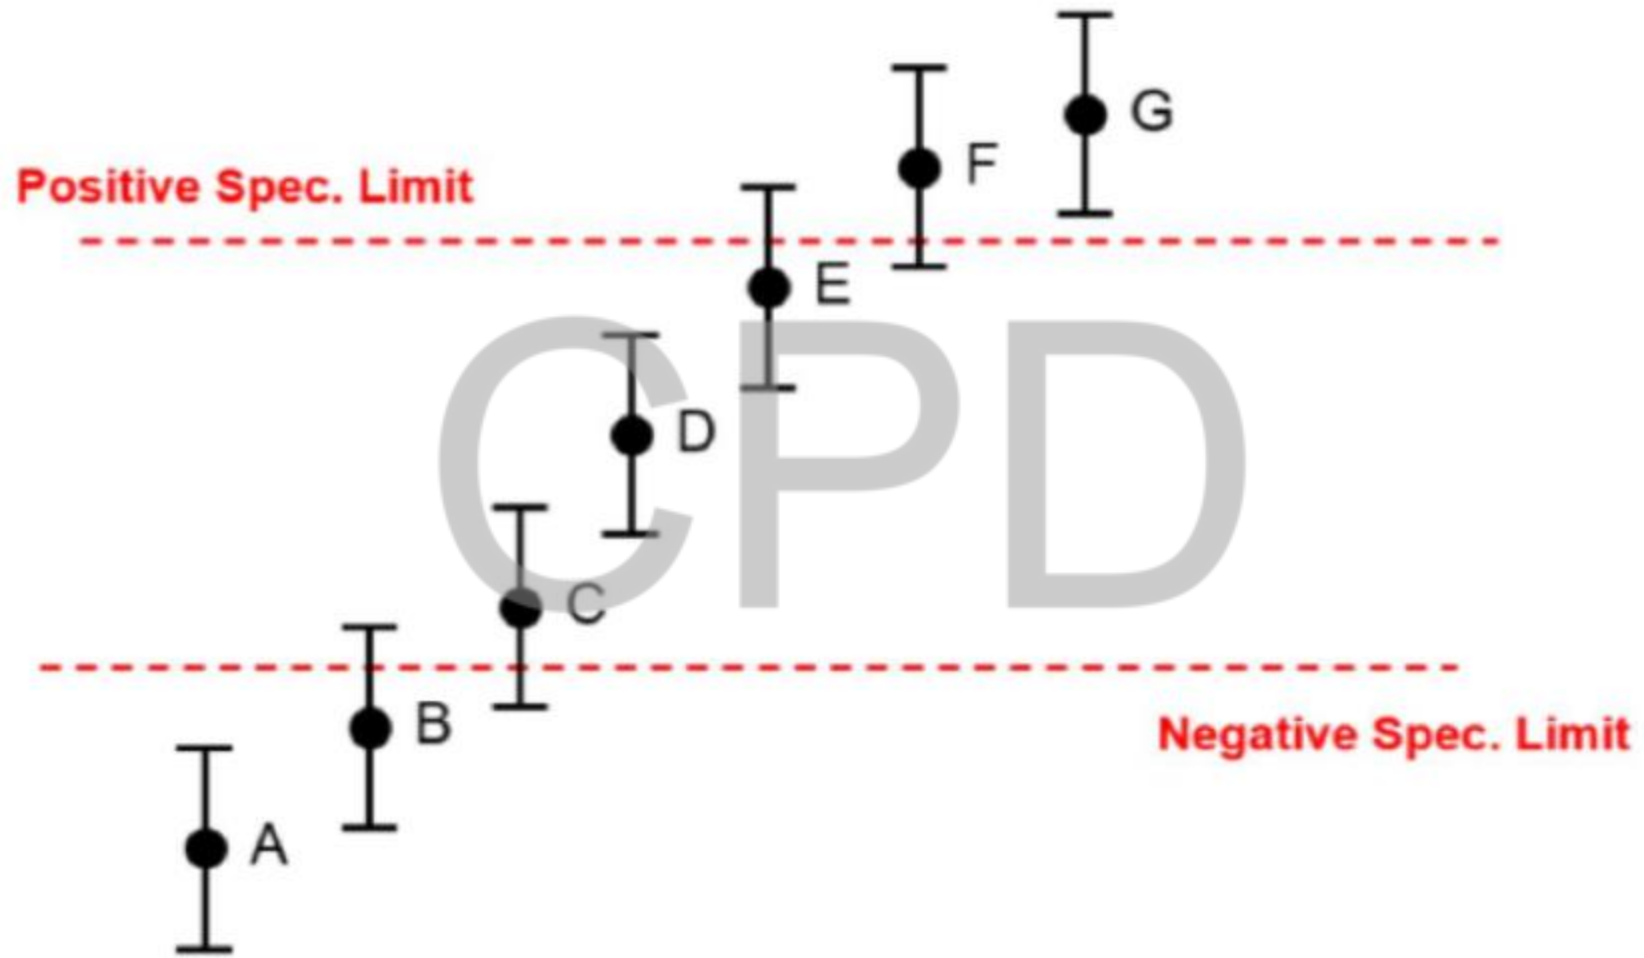 G
F
Positive Spec. Limit
E
CPD
D
C
B
Negative Spec. Limit
A